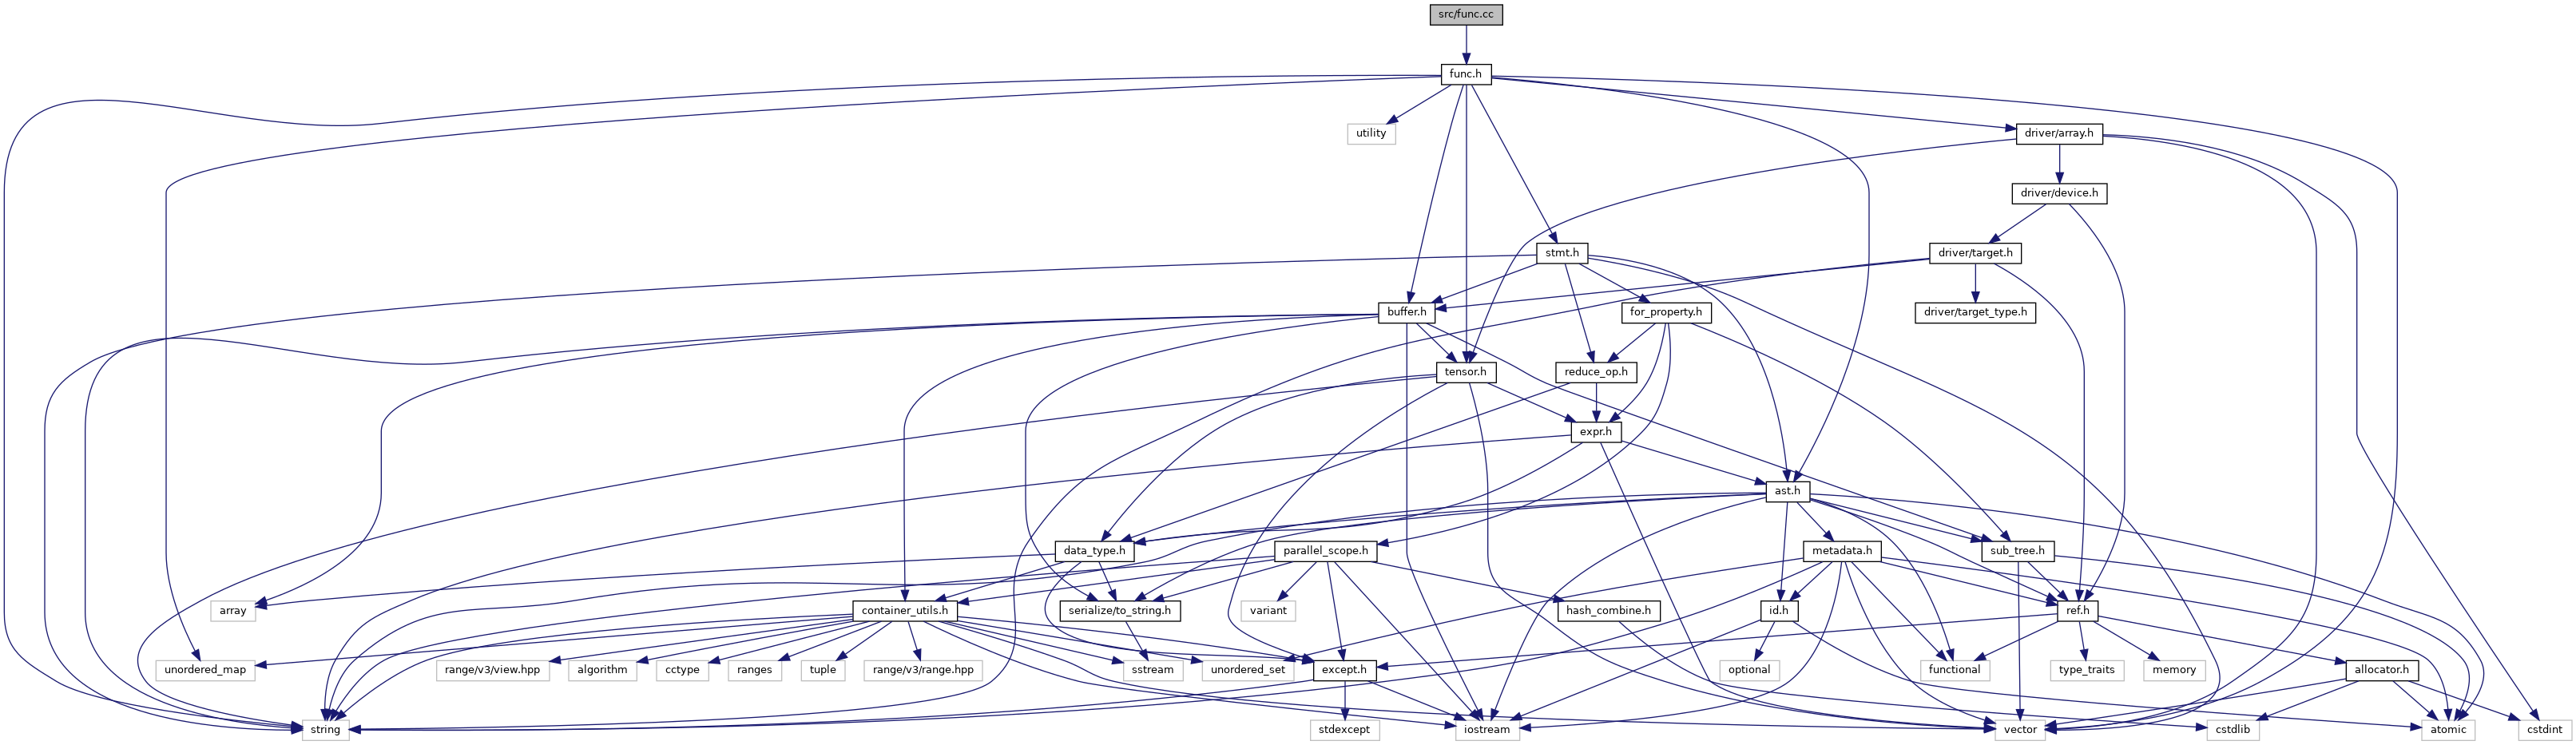 src/func.cc
func.h
utility
driver/array.h
driver/device.h
stmt.h
driver/target.h
buffer.h
for_property.h
driver/target_type.h
tensor.h
reduce_op.h
expr.h
ast.h
data_type.h
parallel_scope.h
metadata.h
sub_tree.h
array
container_utils.h
serialize/to_string.h
variant
hash_combine.h
id.h
ref.h
unordered_map
range/v3/view.hpp
algorithm
cctype
ranges
tuple
range/v3/range.hpp
sstream
unordered_set
except.h
optional
functional
type_traits
memory
allocator.h
string
stdexcept
iostream
vector
cstdlib
atomic
cstdint